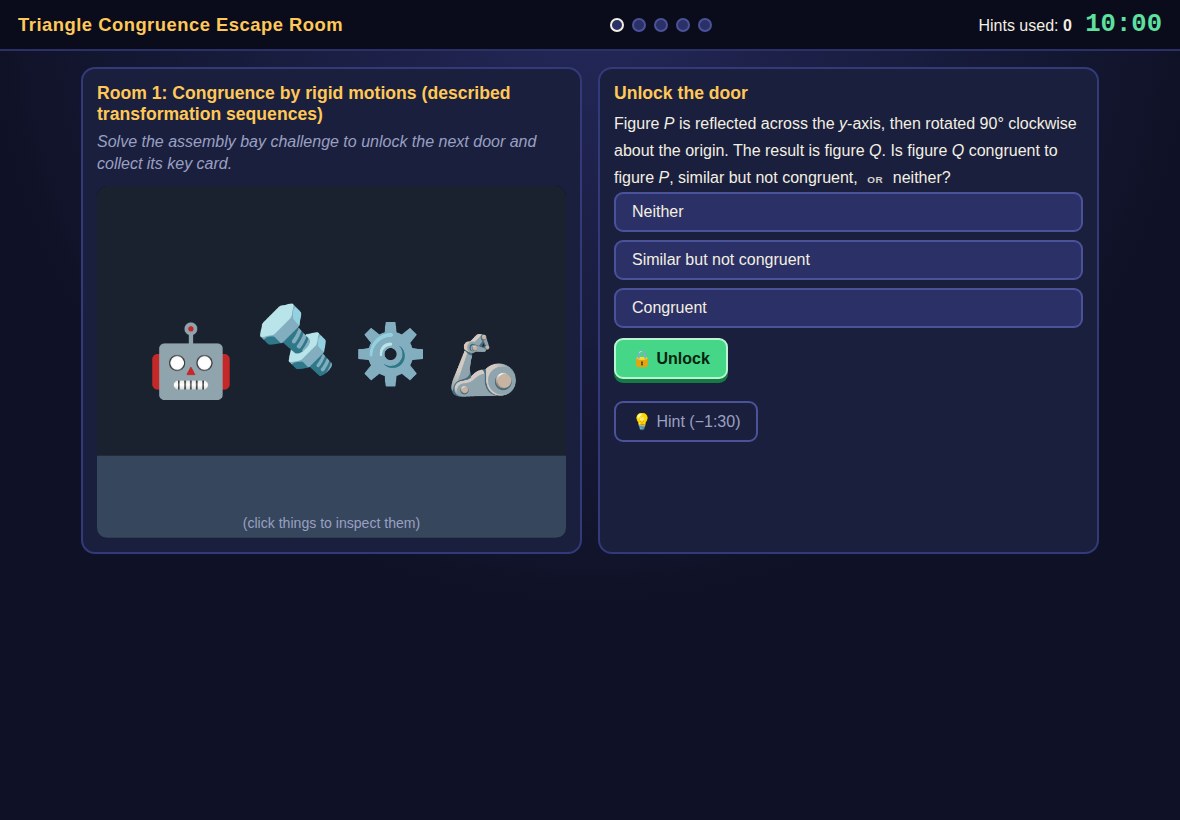 Triangle Congruence Escape Room
Hints used: 0 10:00
Room 1: Congruence by rigid motions (described
transformation sequences)
Solve the assembly bay challenge to unlock the next door and
collect its key card.
(click things to inspect them)
Unlock the door
Figure P is reflected across the y-axis, then rotated 90° clockwise
about the origin. The result is figure Q. Is figure Q congruent to
figure P, similar but not congruent, OR neither?
Neither
Similar but not congruent
Congruent
🔒 Unlock
💡 Hint (−1:30)